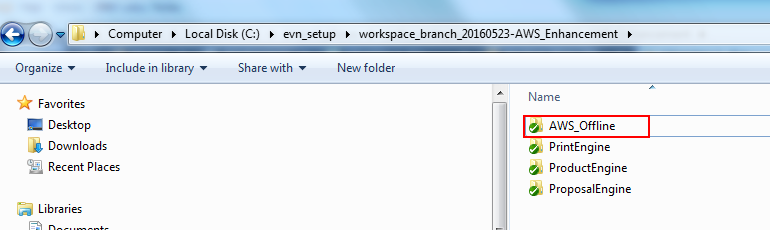 Computer Local Disk (C:) evn_setup workspace_branch_20160523-AWS_Enhancement
Organize Include in library Share with New folder
Favorites
Desktop
Downloads
Recent Places
Libraries
Documents
Name
AWS_Offline
PrintEngine
ProductEngine
ProposalEngine